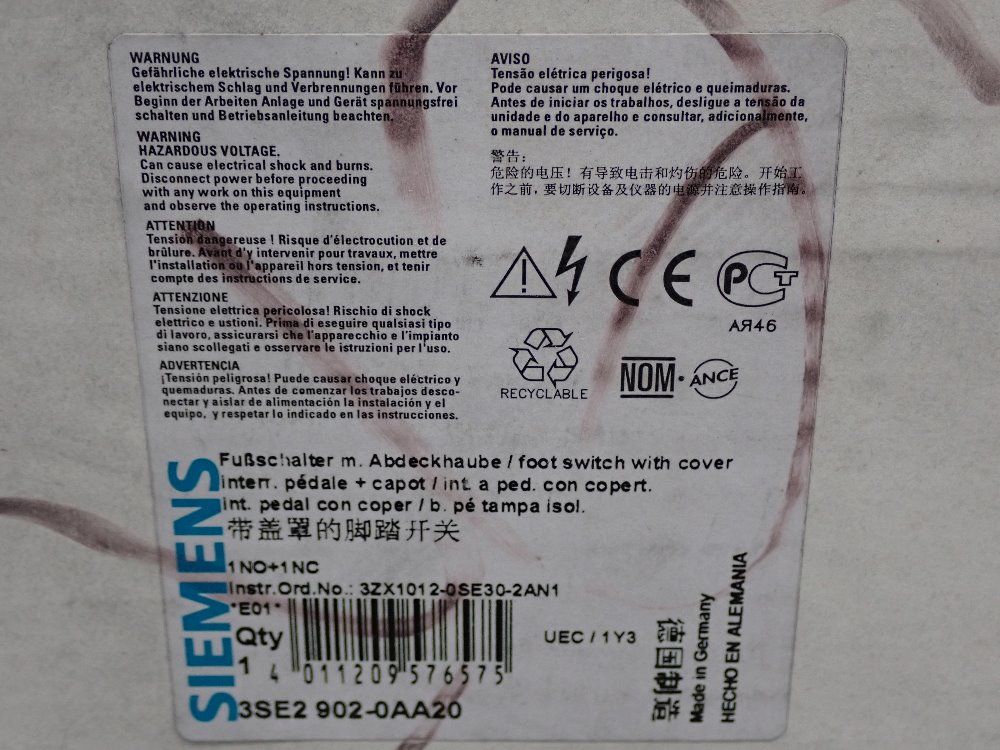 WARNUNG
Gefährliche elektrische Spannung! Kann zu
elektrischem Schlag und Verbrennungen führen. Vor
Beginn der Arbeiten Anlage und Gerät spannungsfrei
schalten und Betriebsanleitung beachten.
WARNING
HAZARDOUS VOLTAGE.
Can cause electrical shock and burns.
Disconnect power before proceeding
with any work on this equipment
and observe the operating instructions.
ATTENTION
Tension dangereuse ! Risque d'électrocution et de
brûlure. Avant d'y intervenir pour travaux, mettre
l'installation ou l'appareil hors tension, et tenir
compte des instructions de service.
ATTENZIONE
Tensione elettrica pericolosa! Rischio di shock
elettrico e ustioni. Prima di eseguire qualsiasi tipo
di lavoro, assicurarsi che l'apparecchio e l'impianto
siano scollegati e osservare le istruzioni per l'uso.
ADVERTENCIA
¡Tensión peligrosa! Puede causar choque eléctrico y
quemaduras. Antes de comenzar los trabajos desco-
nectar y aislar de alimentación la instalación y el
equipo, y respetar lo indicado en las instrucciones.
AVISO
Tensão elétrica perigosa!
Pode causar um choque elétrico e queimaduras.
Antes de iniciar os trabalhos, desligue a tensão da
unidade e do aparelho e consultar, adicionalmente,
o manual de serviço.
警告:
危险的电压! 有导致电击和灼伤的危险。开始工
作之前, 要切断设备及仪器的电源并注意操作指南。
CE
РСТ
АЯ46
RECYCLABLE
NOM·ANCE
SIEMENS
Fußschalter m. Abdeckhaube / foot switch with cover
interr. pédale + capot / int. a ped. con copert.
int. pedal con coper / b. pé tampa isol.
带盖罩的脚踏开关
1NO+1NC
Instr.Ord.No.: 3ZX1012-0SE30-2AN1
*E01*
Qty
1
4 011209 576575
UEC / 1Y3
3SE2 902-0AA20
德国制造
Made in Germany
HECHO EN ALEMANIA